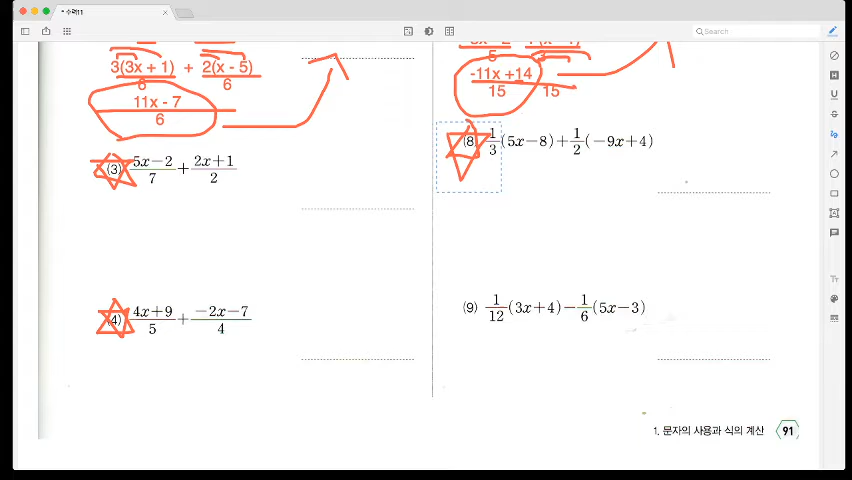 * 수력11
Search
3(3x + 1) + 2(x - 5)
6 6
11x - 7
6
(3) 5x-2/7 + 2x+1/2
(4) 4x+9/5 + -2x-7/4
5
-11x +14
15 15
(8) 1/3(5x-8)+1/2(-9x+4)
(9) 1/12(3x+4)-1/6(5x-3)
1. 문자의 사용과 식의 계산 91